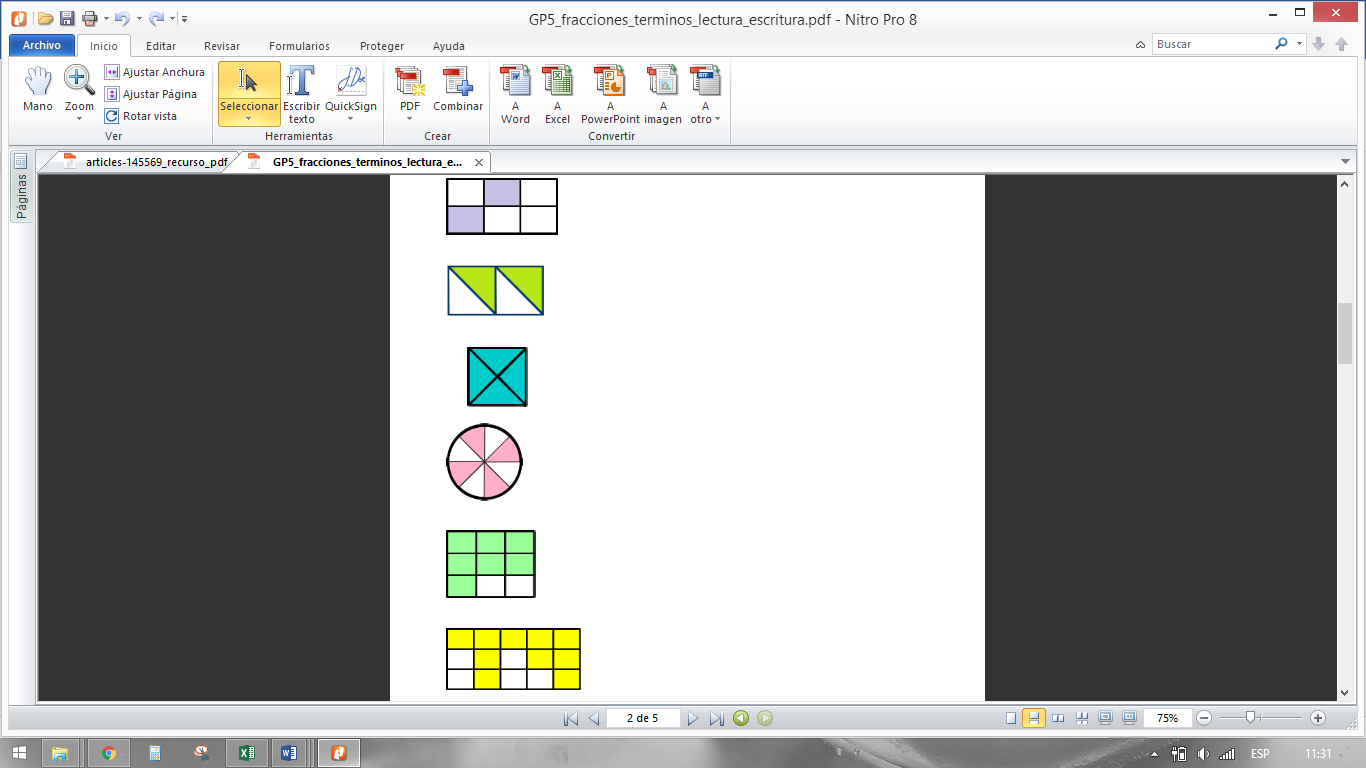 GP5_fracciones_terminos_lectura_escritura.pdf - Nitro Pro 8
Archivo Inicio Editar Revisar Formularios Proteger Ayuda
Buscar
Mano
Zoom
Ajustar Anchura
Ajustar Página
Rotar vista
Ver
Seleccionar
Escribir texto
QuickSign
Herramientas
PDF
Combinar
Crear
A Word
A Excel
A PowerPoint
A imagen
A otro
Convertir
articles-145569_recurso_pdf
GP5_fracciones_terminos_lectura_e...
Páginas
2 de 5
75%
ESP
11:31